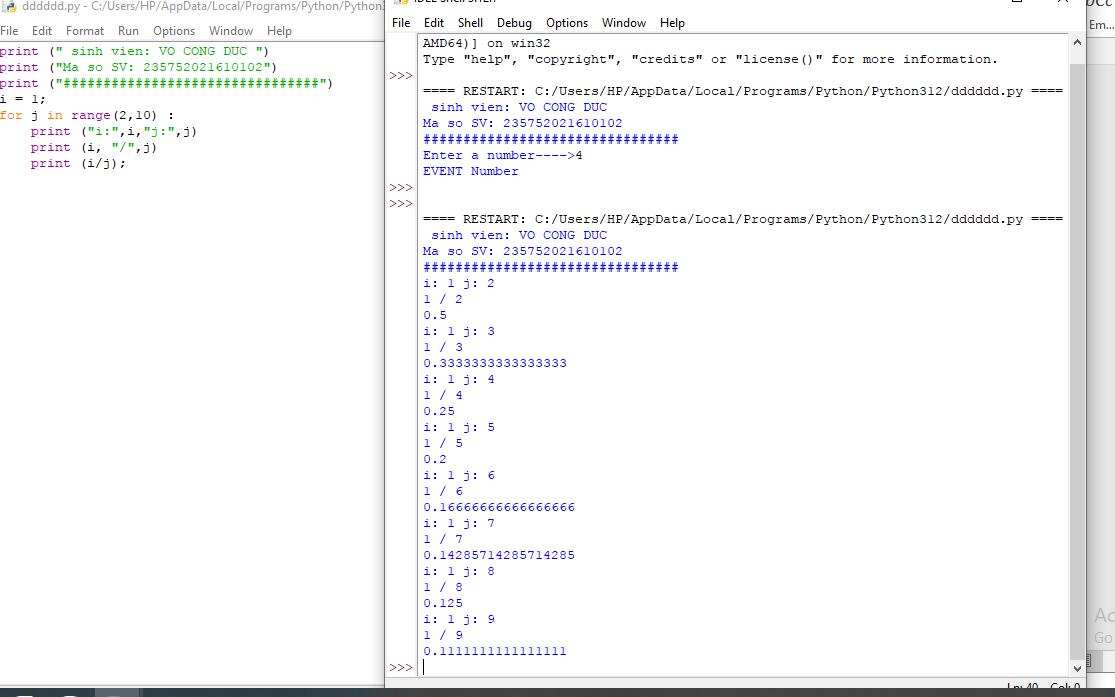 dddddd.py - C:/Users/HP/AppData/Local/Programs/Python/Python3
File Edit Format Run Options Window Help
print (" sinh vien: VO CONG DUC ")
print ("Ma so SV: 235752021610102")
print ("################################")
i = 1;
for j in range(2,10) :
print ("i:",i,"j:",j)
print (i, "/",j)
print (i/j);
File Edit Shell Debug Options Window Help
AMD64)] on win32
Type "help", "copyright", "credits" or "license()" for more information.
>>>
==== RESTART: C:/Users/HP/AppData/Local/Programs/Python/Python312/dddddd.py ====
sinh vien: VO CONG DUC
Ma so SV: 235752021610102
################################
Enter a number---->4
EVENT Number
>>>
>>>
==== RESTART: C:/Users/HP/AppData/Local/Programs/Python/Python312/dddddd.py ====
sinh vien: VO CONG DUC
Ma so SV: 235752021610102
################################
i: 1 j: 2
1 / 2
0.5
i: 1 j: 3
1 / 3
0.3333333333333333
i: 1 j: 4
1 / 4
0.25
i: 1 j: 5
1 / 5
0.2
i: 1 j: 6
1 / 6
0.16666666666666666
i: 1 j: 7
1 / 7
0.14285714285714285
i: 1 j: 8
1 / 8
0.125
i: 1 j: 9
1 / 9
0.1111111111111111
>>>
Em...
Ac
Go
Ln: 40 Col: 0